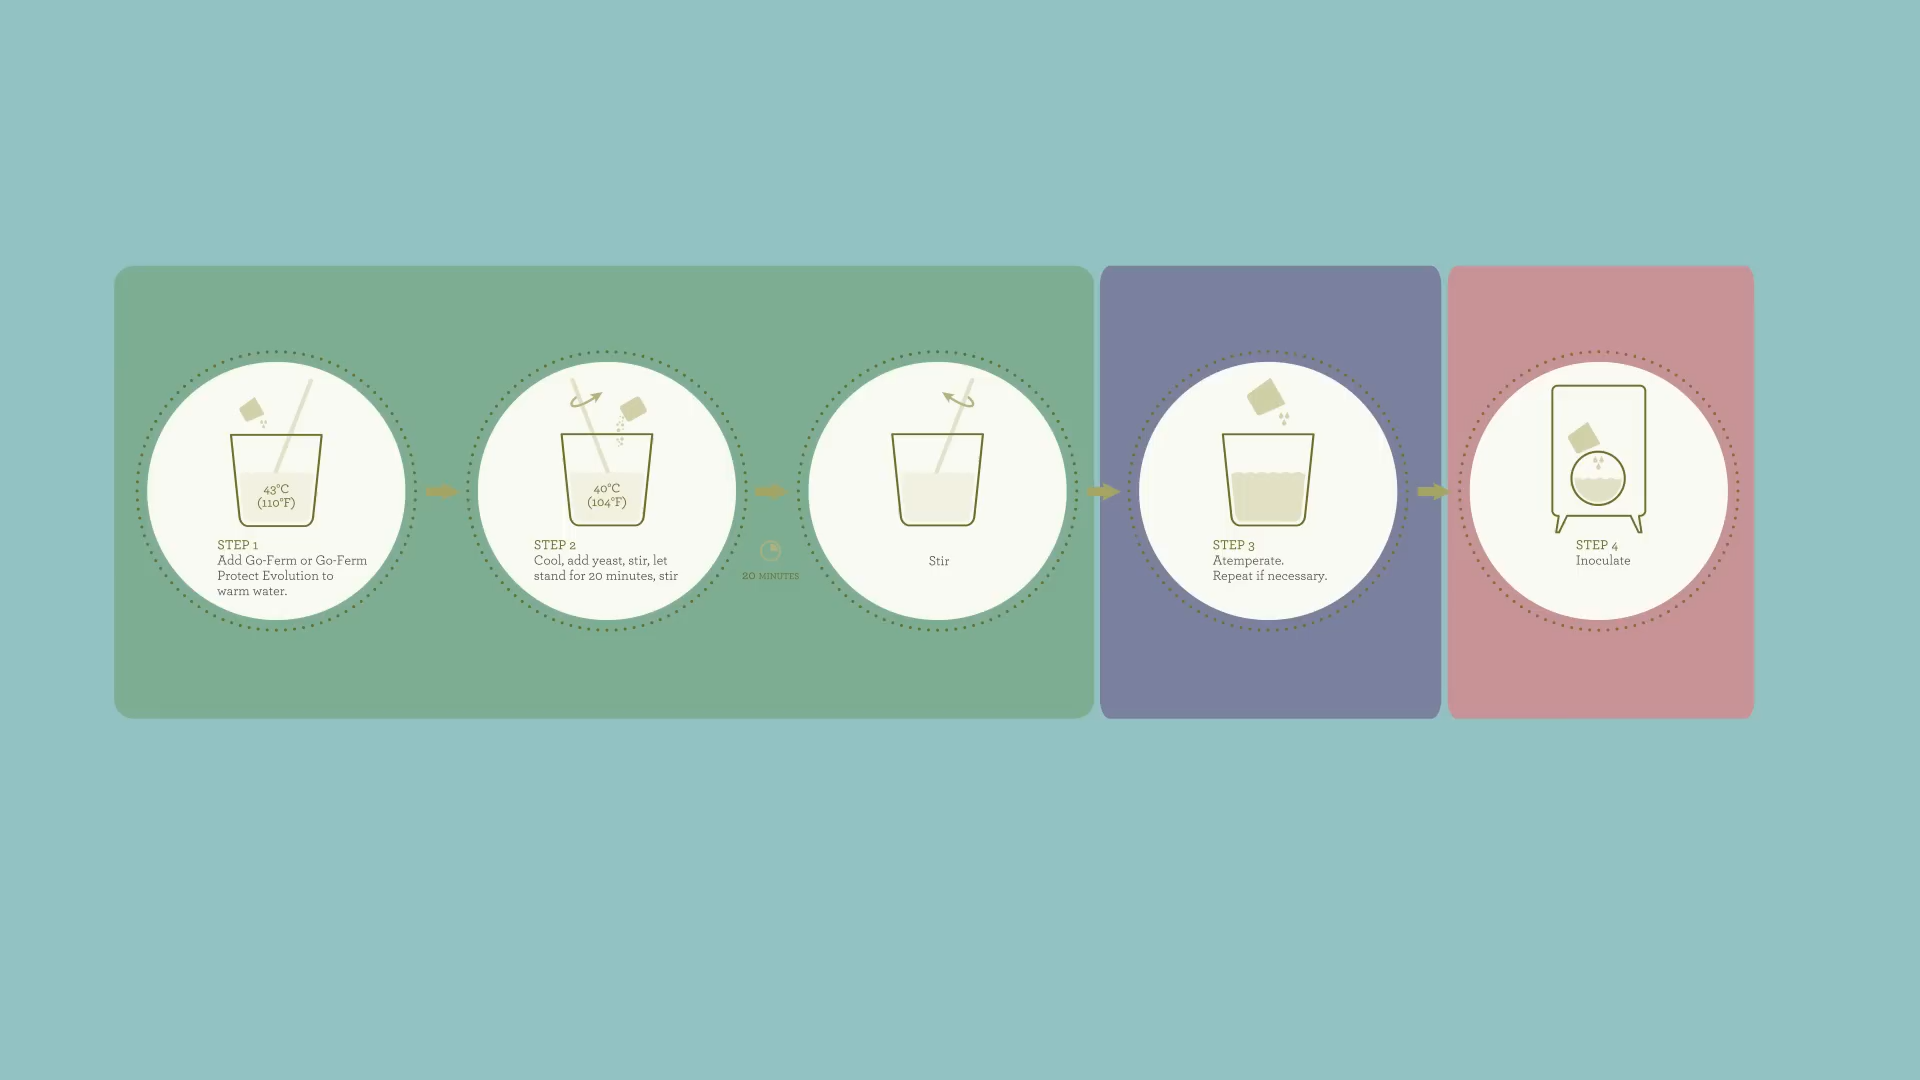 43°C
(110°F)
STEP 1
Add Go-Ferm or Go-Ferm
Protect Evolution to
warm water.
40°C
(104°F)
STEP 2
Cool, add yeast, stir, let
stand for 20 minutes, stir
20 MINUTES
Stir
STEP 3
Atemperate.
Repeat if necessary.
STEP 4
Inoculate